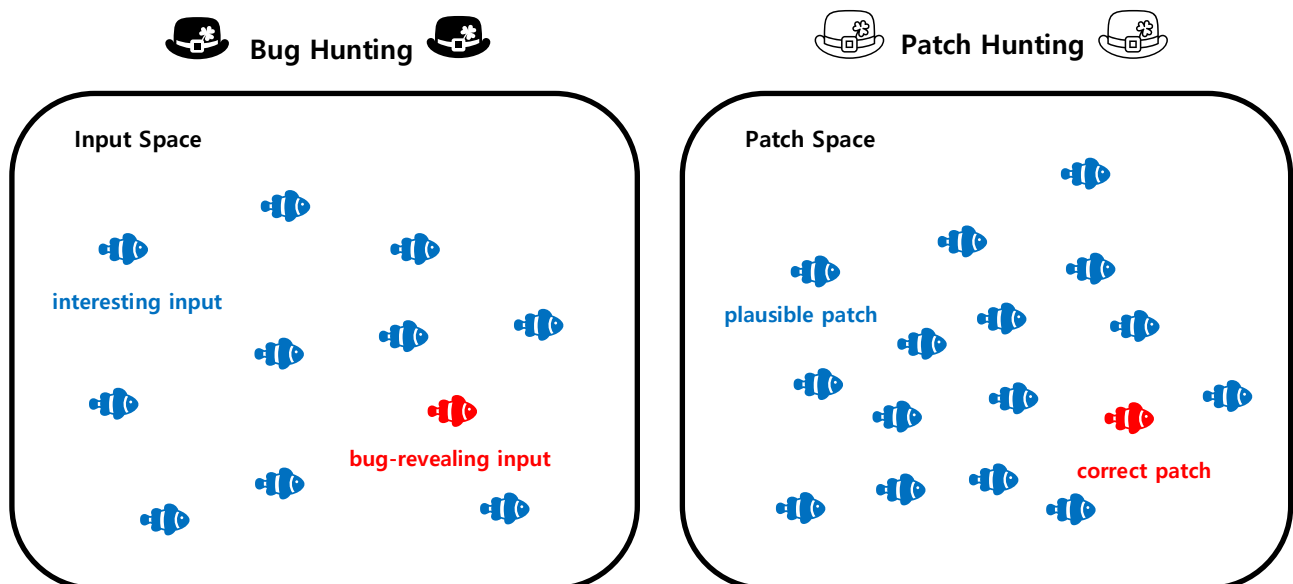 Bug Hunting
Input Space
interesting input
bug-revealing input
Patch Hunting
Patch Space
plausible patch
correct patch